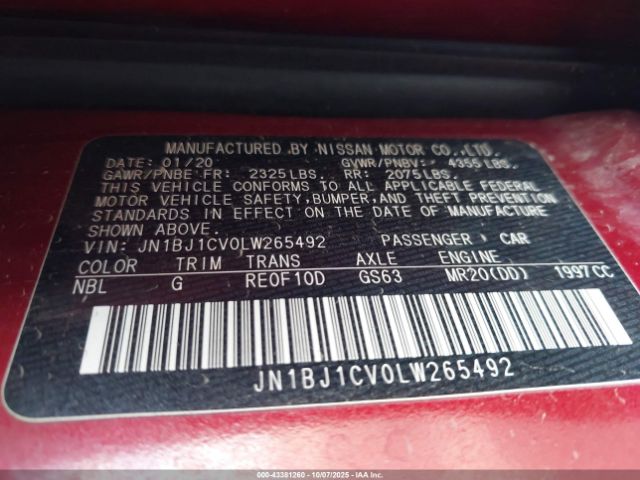 MANUFACTURED BY NISSAN MOTOR CO.,LTD.
DATE: 01/20 GVWR/PNBV: 4355 LBS.
GAWR/PNBE FR: 2325 LBS, RR: 2075 LBS.
THIS VEHICLE CONFORMS TO ALL APPLICABLE FEDERAL
MOTOR VEHICLE SAFETY, BUMPER, AND THEFT PREVENTION
STANDARDS IN EFFECT ON THE DATE OF MANUFACTURE
SHOWN ABOVE.
VIN: JN1BJ1CV0LW265492 PASSENGER CAR
COLOR TRIM TRANS AXLE ENGINE
NBL G RE0F10D GS63 MR20(DD) 1997CC
JN1BJ1CV0LW265492
000-43381260 - 10/07/2025 - Copyright © IAA, Inc.